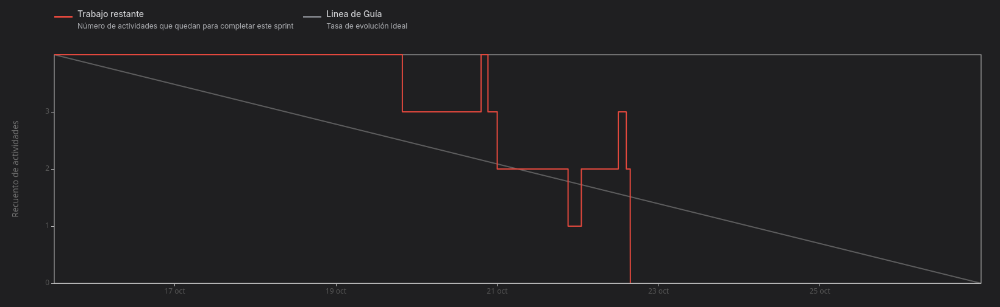 Trabajo restante
Número de actividades que quedan para completar este sprint
Linea de Guía
Tasa de evolución ideal
Recuento de actividades
3
2
1
0
17 oct
19 oct
21 oct
23 oct
25 oct